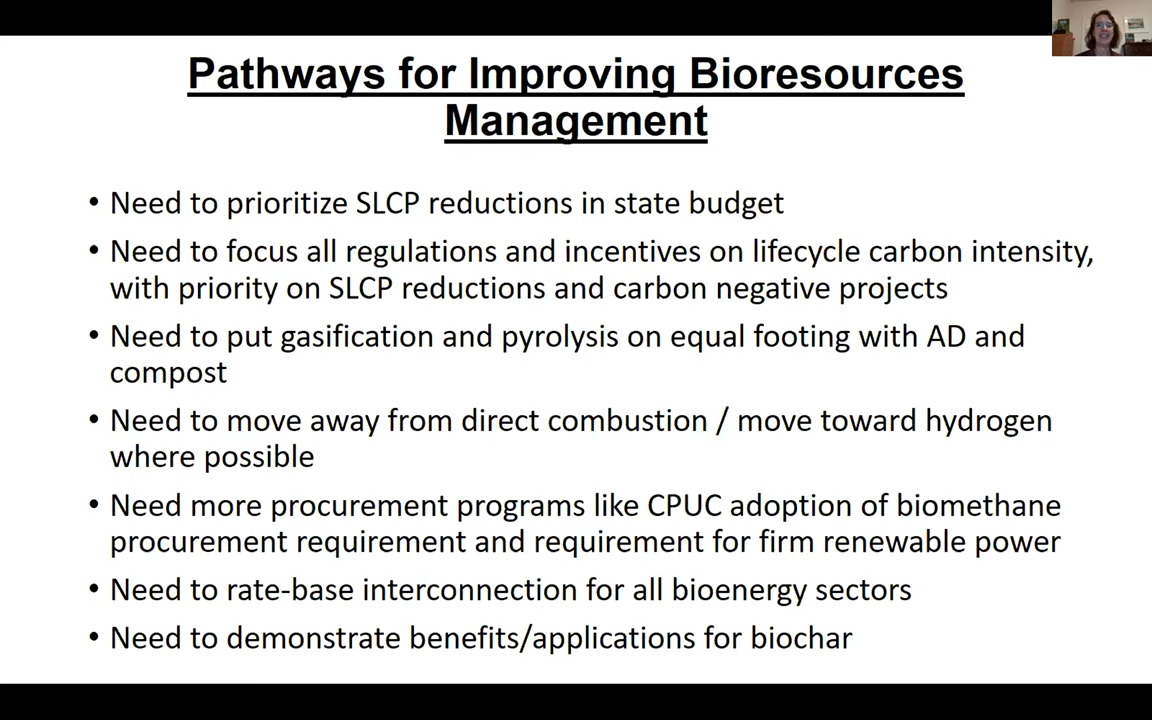 Pathways for Improving Bioresources
Management
• Need to prioritize SLCP reductions in state budget
• Need to focus all regulations and incentives on lifecycle carbon intensity,
with priority on SLCP reductions and carbon negative projects
• Need to put gasification and pyrolysis on equal footing with AD and
compost
• Need to move away from direct combustion / move toward hydrogen
where possible
• Need more procurement programs like CPUC adoption of biomethane
procurement requirement and requirement for firm renewable power
• Need to rate-base interconnection for all bioenergy sectors
• Need to demonstrate benefits/applications for biochar